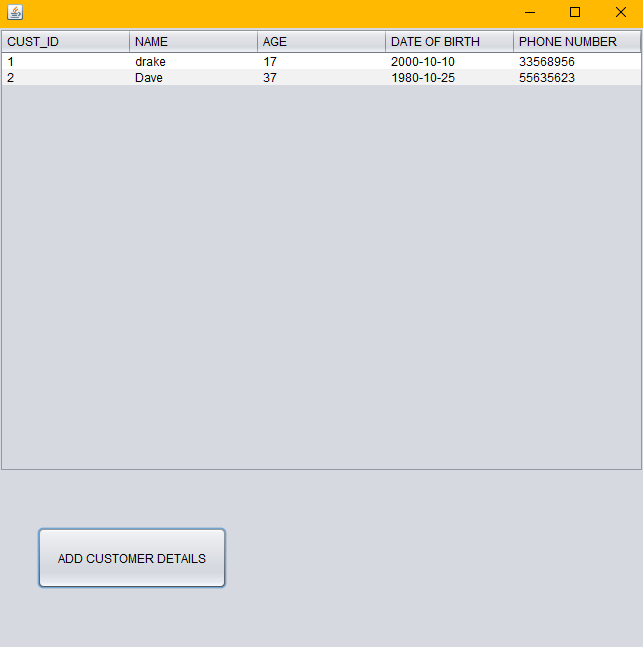 CUST_ID NAME AGE DATE OF BIRTH PHONE NUMBER
1 drake 17 2000-10-10 33568956
2 Dave 37 1980-10-25 55635623
ADD CUSTOMER DETAILS